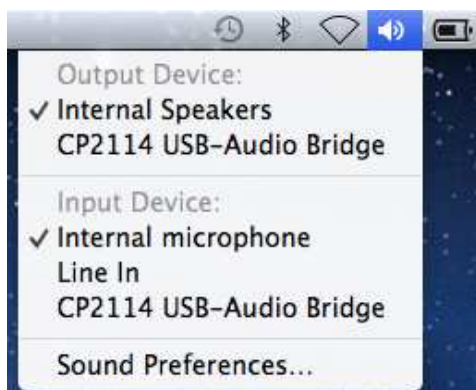 Output Device:
✓ Internal Speakers
CP2114 USB-Audio Bridge
Input Device:
✓ Internal microphone
Line In
CP2114 USB-Audio Bridge
Sound Preferences...